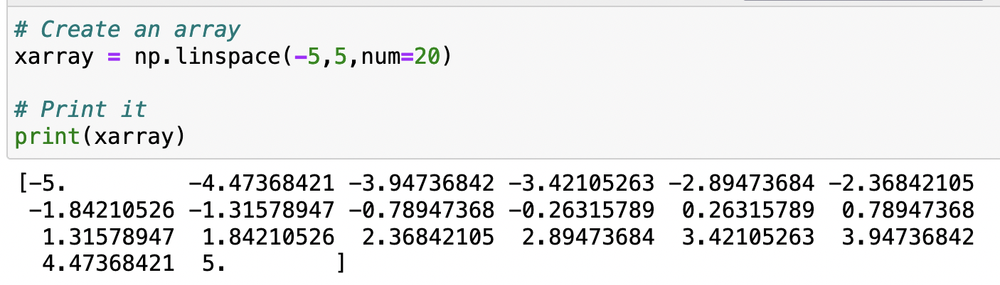 # Create an array
xarray = np.linspace(-5,5,num=20)
# Print it
print(xarray)
[-5.         -4.47368421 -3.94736842 -3.42105263 -2.89473684 -2.36842105
 -1.84210526 -1.31578947 -0.78947368 -0.26315789  0.26315789  0.78947368
  1.31578947  1.84210526  2.36842105  2.89473684  3.42105263  3.94736842
  4.47368421  5.        ]